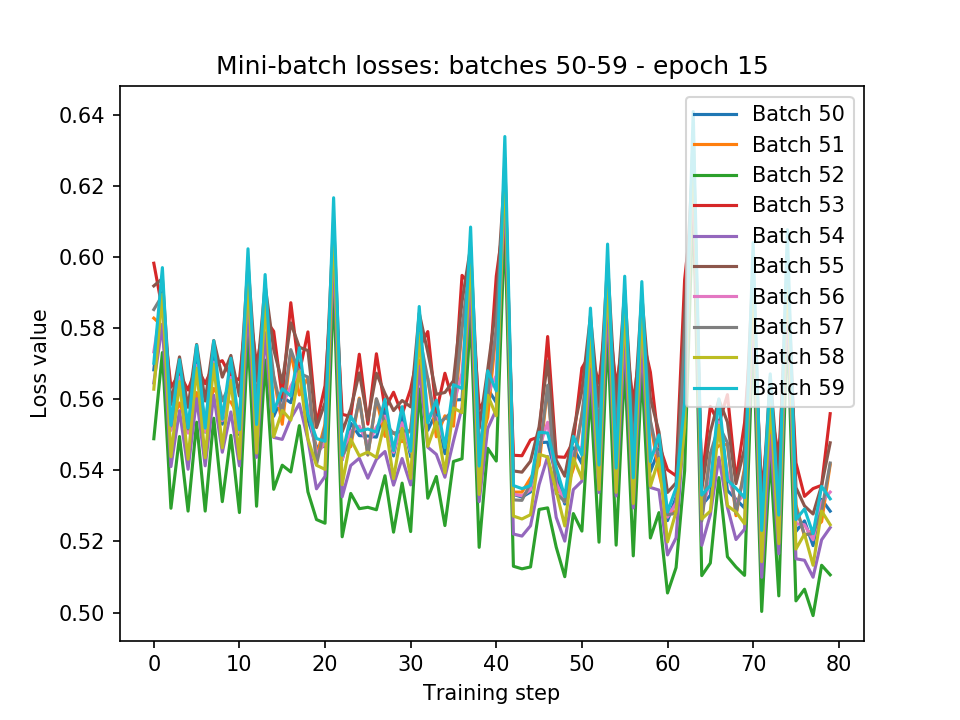 Mini-batch losses: batches 50-59 - epoch 15
Loss value
0.64
0.62
0.60
0.58
0.56
0.54
0.52
0.50
Batch 50
Batch 51
Batch 52
Batch 53
Batch 54
Batch 55
Batch 56
Batch 57
Batch 58
Batch 59
0 10 20 30 40 50 60 70 80
Training step